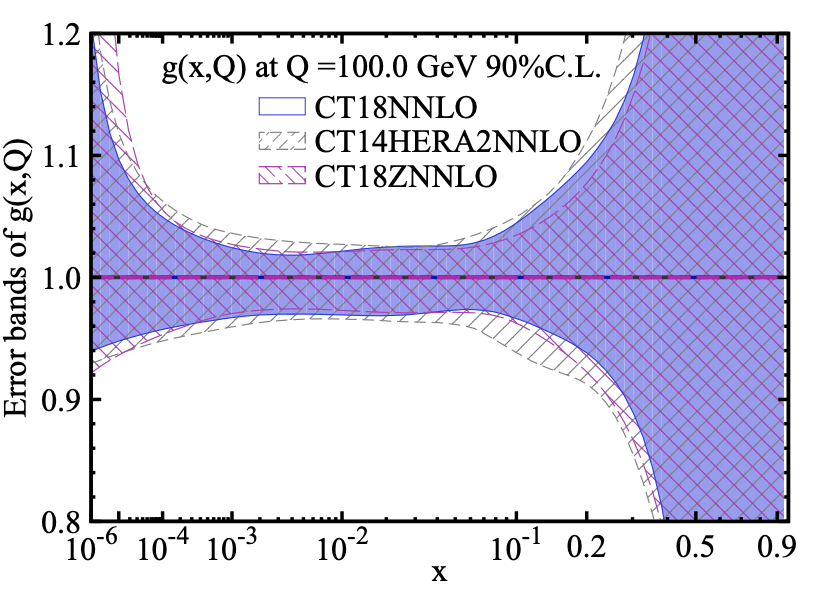 1.2
g(x,Q) at Q =100.0 GeV 90%C.L.
CT18NNLO
CT14HERA2NNLO
CT18ZNNLO
1.1
1.0
0.9
0.8
Error bands of g(x,Q)
10-6 10-4 10-3 10-2 10-1 0.2 0.5 0.9
x